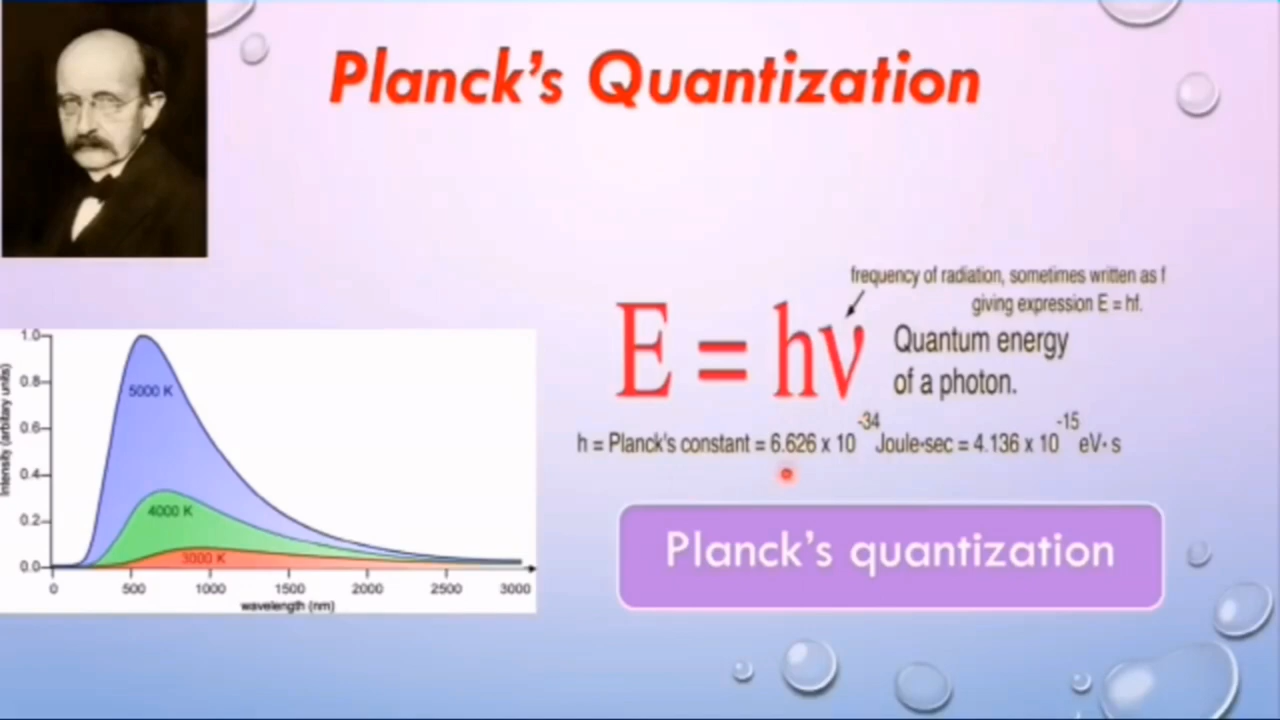 Planck's Quantization
frequency of radiation, sometimes written as f
giving expression E = hf.
E = hν
Quantum energy
of a photon.
h = Planck's constant = 6.626 x 10^-34 Joule·sec = 4.136 x 10^-15 eV· s
Planck's quantization
Intensity (arbitary units)
1.0
0.8
0.6
0.4
0.2
0.0
5000 K
4000 K
3000 K
0 500 1000 1500 2000 2500 3000
wavelength (nm)